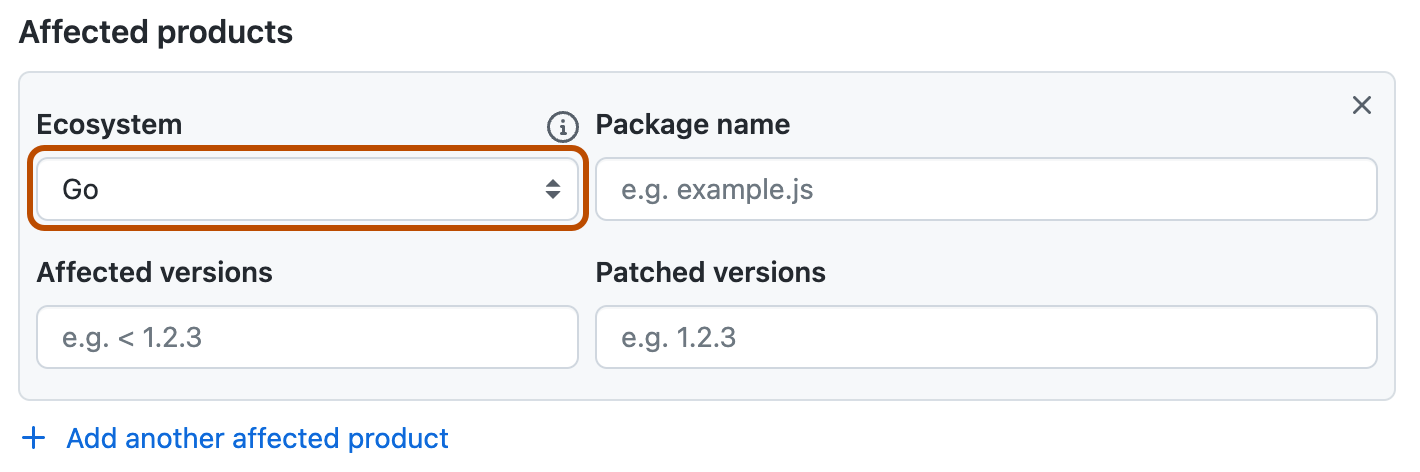 Affected products
Ecosystem
Package name
Go
e.g. example.js
Affected versions
Patched versions
e.g. < 1.2.3
e.g. 1.2.3
Add another affected product